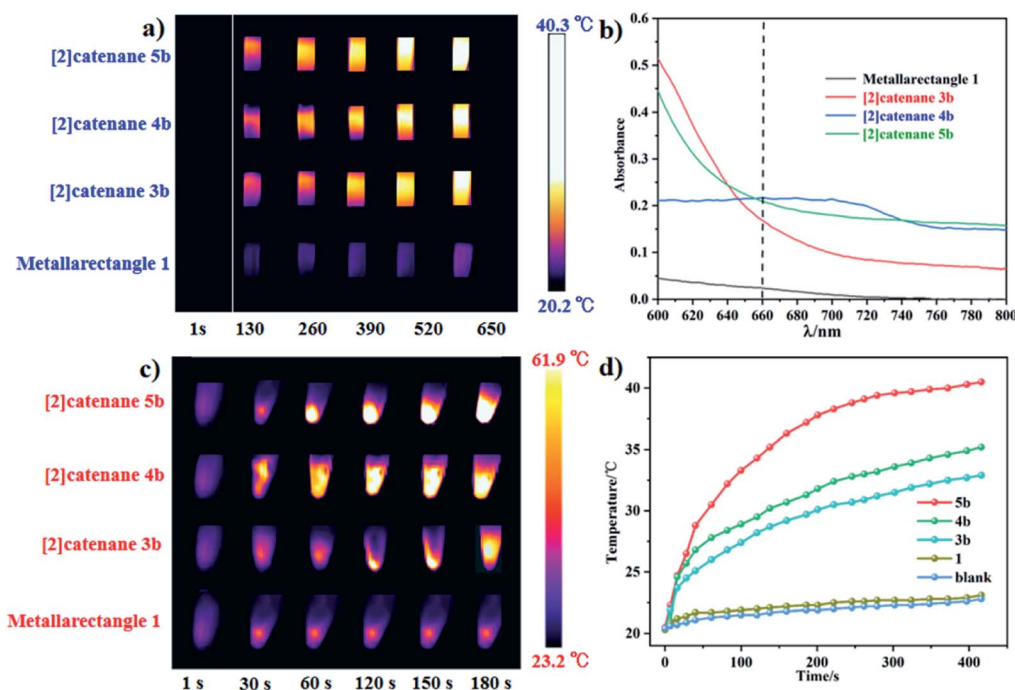 a)
40.3 ℃
[2]catenane 5b
[2]catenane 4b
[2]catenane 3b
Metallarectangle 1
20.2 ℃
1s 130 260 390 520 650
b)
0.6
0.5
0.4
0.3
0.2
0.1
0.0
Absorbance
Metallarectangle 1
[2]catenane 3b
[2]catenane 4b
[2]catenane 5b
600 620 640 660 680 700 720 740 760 780 800
λ/nm
c)
61.9 ℃
[2]catenane 5b
[2]catenane 4b
[2]catenane 3b
Metallarectangle 1
23.2 ℃
1 s 30 s 60 s 120 s 150 s 180 s
d)
40
35
30
25
20
Temperature/℃
5b
4b
3b
1
blank
0 100 200 300 400
Time/s